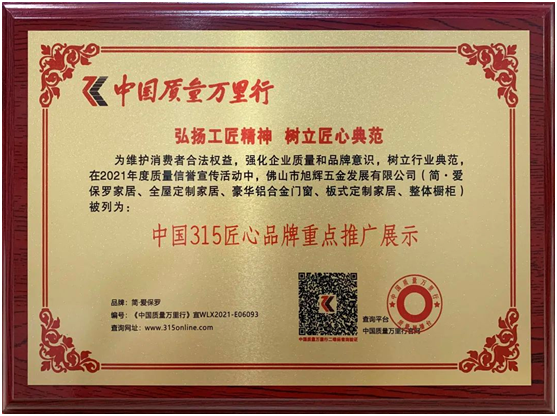 中国质量万里行
弘扬工匠精神 树立匠心典范
为维护消费者合法权益，强化企业质量和品牌意识，树立行业典范，
在2021年度质量信誉宣传活动中，佛山市旭辉五金发展有限公司（简·爱
保罗家居、全屋定制家居、豪华铝合金门窗、板式定制家居、整体橱柜）
被列为：
中国315匠心品牌重点推广展示
品牌：简·爱保罗
编号：《中国质量万里行》宣WLX2021-E06093
查询网址：www.315online.com
查询平台
中国质量万里行官网
中国质量万里行